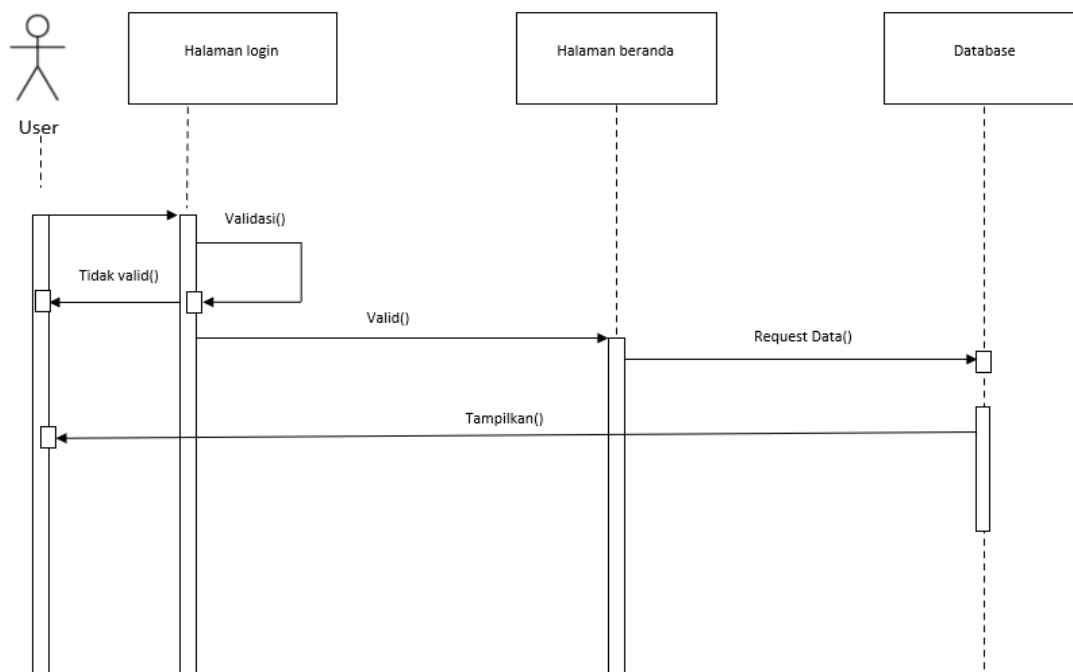 Halaman login
Halaman beranda
Database
User
Validasi()
Tidak valid()
Valid()
Request Data()
Tampilkan()